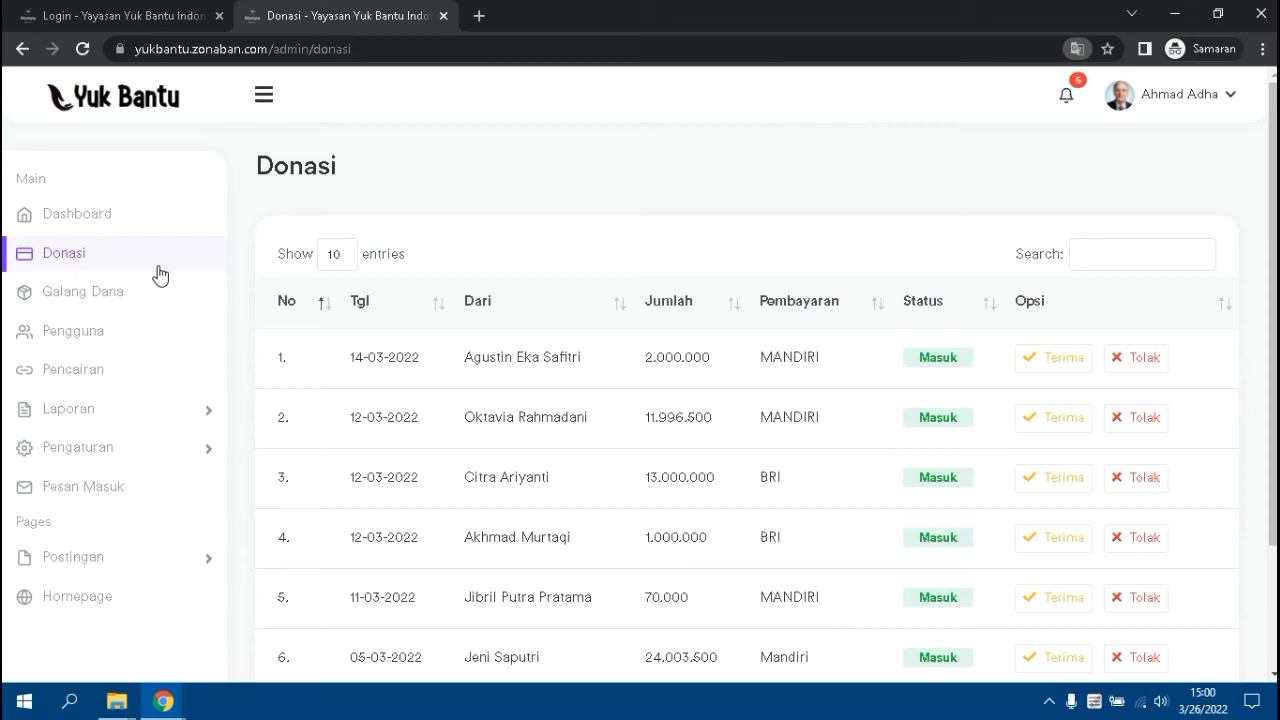 Login - Yayasan Yuk Bantu Indon
Donasi - Yayasan Yuk Bantu Indo
yukbantu.zonaban.com/admin/donasi
Samaran
Yuk Bantu
5
Ahmad Adha
Main
Dashboard
Donasi
Galang Dana
Pengguna
Pencairan
Laporan
Pengaturan
Pesan Masuk
Pages
Postingan
Homepage
Donasi
Show 10 entries
Search:
No Tgl Dari Jumlah Pembayaran Status Opsi
1. 14-03-2022 Agustin Eka Safitri 2.000.000 MANDIRI Masuk Terima Tolak
2. 12-03-2022 Oktavia Rahmadani 11.996.500 MANDIRI Masuk Terima Tolak
3. 12-03-2022 Citra Ariyanti 13.000.000 BRI Masuk Terima Tolak
4. 12-03-2022 Akhmad Murtaqi 1.000.000 BRI Masuk Terima Tolak
5. 11-03-2022 Jibril Putra Pratama 70.000 MANDIRI Masuk Terima Tolak
6. 05-03-2022 Jeni Saputri 24.003.500 Mandiri Masuk Terima Tolak
15:00
3/26/2022